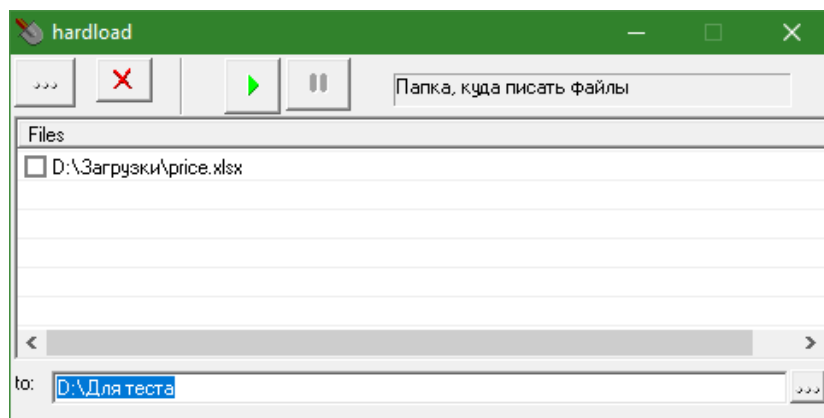 hardload
... Папка, куда писать файлы
Files
D:\Загрузки\price.xlsx
to: D:\Для теста ...